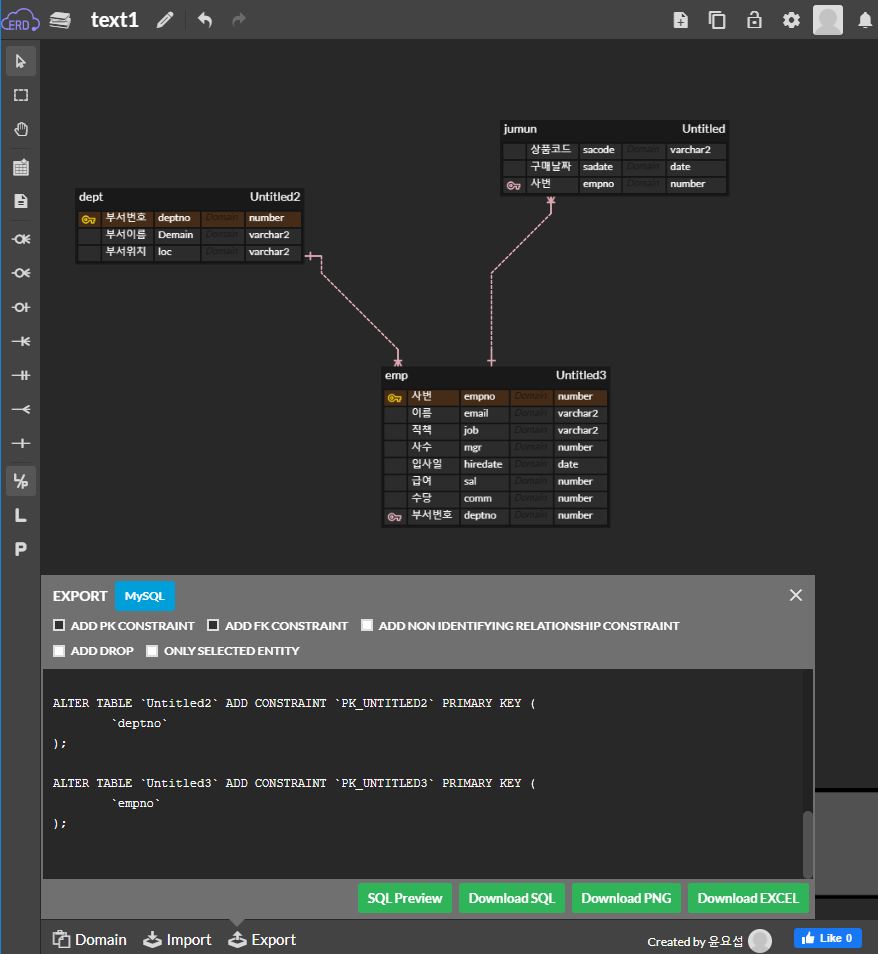 ERD
text1
jumun Untitled
상품코드 sacode Domain varchar2
구매날짜 sadate Domain date
사번 empno Domain number
dept Untitled2
부서번호 deptno Domain number
부서이름 Demain Domain varchar2
부서위치 loc Domain varchar2
emp Untitled3
사번 empno Domain number
이름 email Domain varchar2
직책 job Domain varchar2
사수 mgr Domain number
입사일 hiredate Domain date
급여 sal Domain number
수당 comm Domain number
부서번호 deptno Domain number
L/P
L
P
EXPORT MySQL
ADD PK CONSTRAINT ADD FK CONSTRAINT ADD NON IDENTIFYING RELATIONSHIP CONSTRAINT
ADD DROP ONLY SELECTED ENTITY
ALTER TABLE `Untitled2` ADD CONSTRAINT `PK_UNTITLED2` PRIMARY KEY (
`deptno`
);
ALTER TABLE `Untitled3` ADD CONSTRAINT `PK_UNTITLED3` PRIMARY KEY (
`empno`
);
SQL Preview Download SQL Download PNG Download EXCEL
Domain Import Export Created by 윤요섭 Like 0